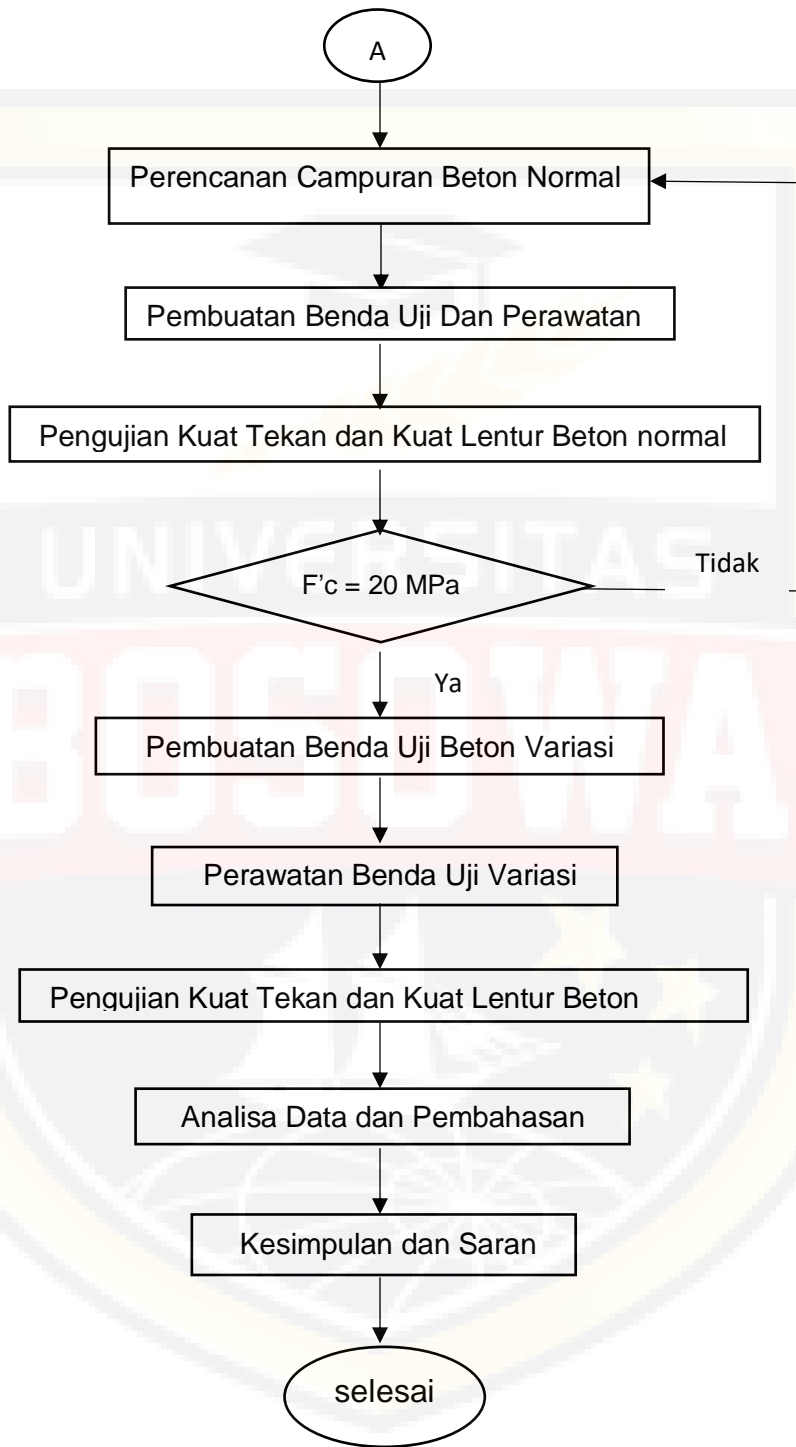 A
Perencanan Campuran Beton Normal
Pembuatan Benda Uji Dan Perawatan
Pengujian Kuat Tekan dan Kuat Lentur Beton normal
UNIVERSITAS
F'c = 20 MPa
Tidak
Ya
BOSOWA
Pembuatan Benda Uji Beton Variasi
Perawatan Benda Uji Variasi
Pengujian Kuat Tekan dan Kuat Lentur Beton
Analisa Data dan Pembahasan
Kesimpulan dan Saran
selesai